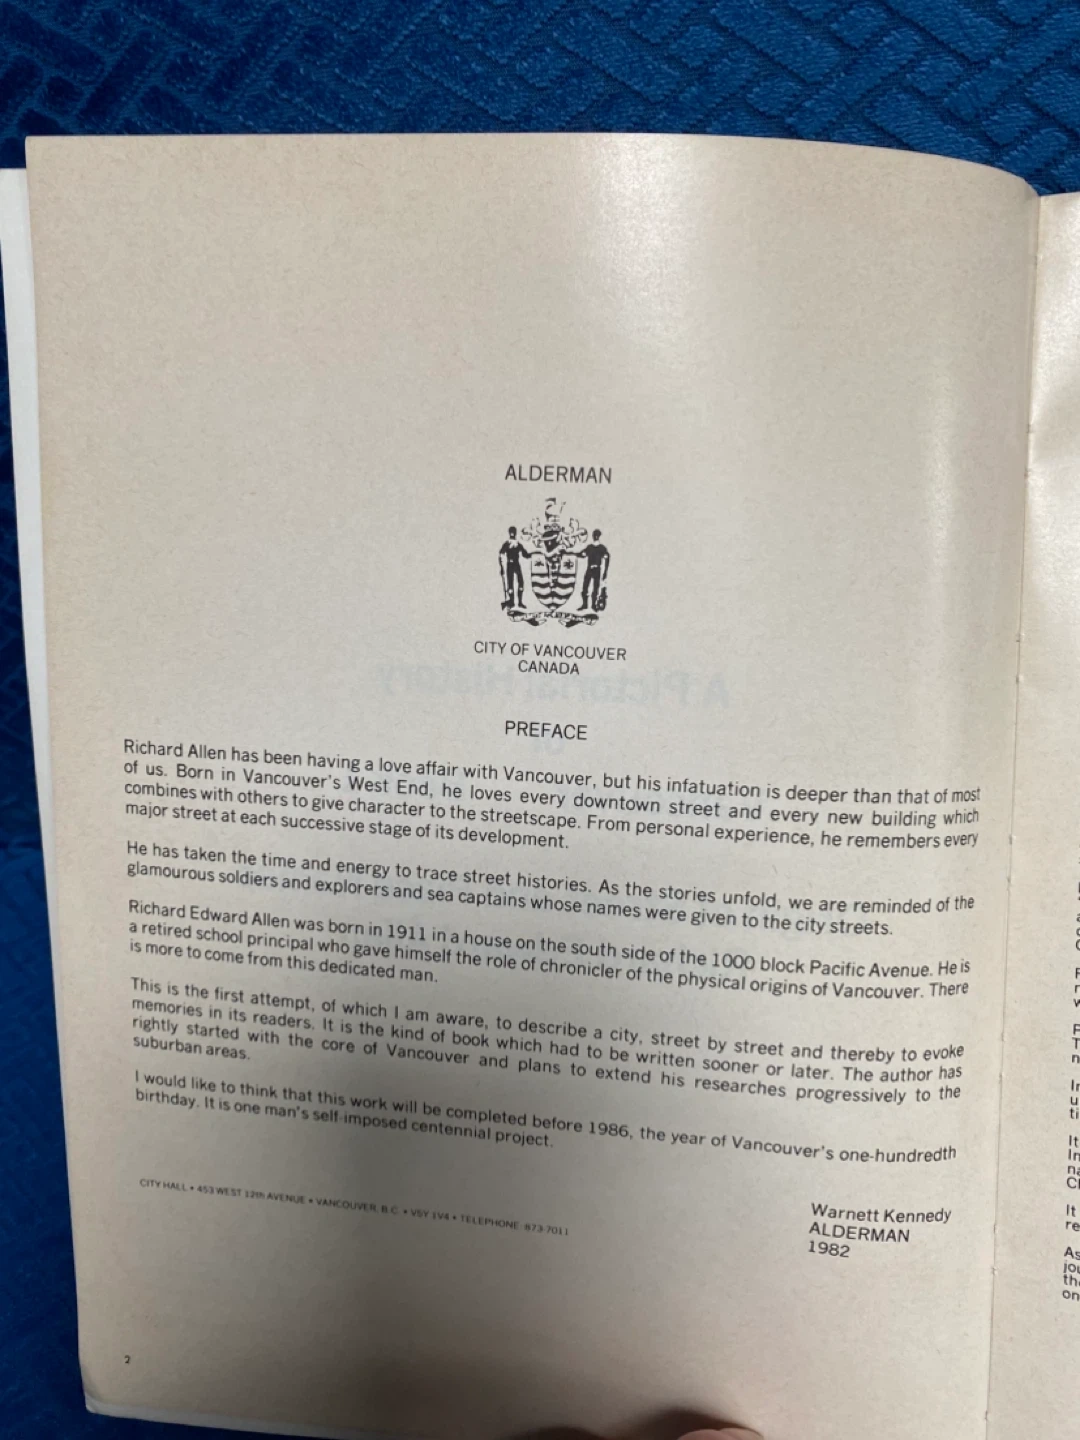 ALDERMAN
CITY OF VANCOUVER
CANADA
PREFACE
Richard Allen has been having a love affair with Vancouver, but his infatuation is deeper than that of most
of us. Born in Vancouver's West End, he loves every downtown street and every new building which
combines with others to give character to the streetscape. From personal experience, he remembers every
major street at each successive stage of its development.
He has taken the time and energy to trace street histories. As the stories unfold, we are reminded of the
glamourous soldiers and explorers and sea captains whose names were given to the city streets.
Richard Edward Allen was born in 1911 in a house on the south side of the 1000 block Pacific Avenue. He is
a retired school principal who gave himself the role of chronicler of the physical origins of Vancouver. There
is more to come from this dedicated man.
This is the first attempt, of which I am aware, to describe a city, street by street and thereby to evoke
memories in its readers. It is the kind of book which had to be written sooner or later. The author has
rightly started with the core of Vancouver and plans to extend his researches progressively to the
suburban areas.
I would like to think that this work will be completed before 1986, the year of Vancouver's one-hundredth
birthday. It is one man's self-imposed centennial project.
CITY HALL • 453 WEST 12th AVENUE • VANCOUVER, B.C. • V5Y 1V4 • TELEPHONE 873-7011
Warnett Kennedy
ALDERMAN
1982
2